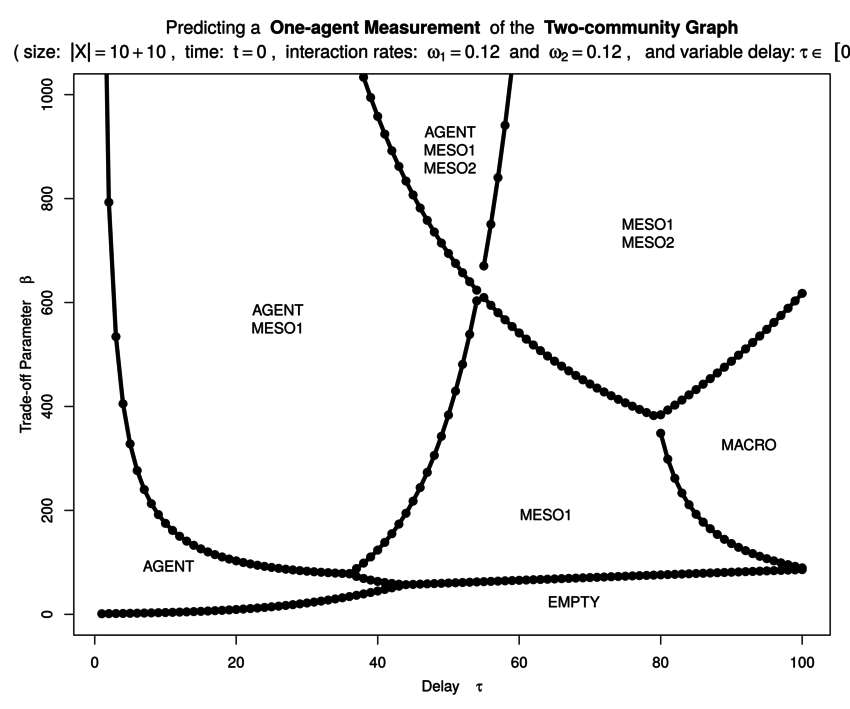 Predicting a One-agent Measurement of the Two-community Graph
( size: |X| = 10 + 10 , time: t = 0 , interaction rates: ω1 = 0.12 and ω2 = 0.12 , and variable delay: τ ∈ [0
1000
800
600
400
200
0
Trade-off Parameter β
AGENT
MESO1
MESO2
MESO1
MESO2
AGENT
MESO1
MACRO
MESO1
AGENT
EMPTY
0 20 40 60 80 100
Delay τ